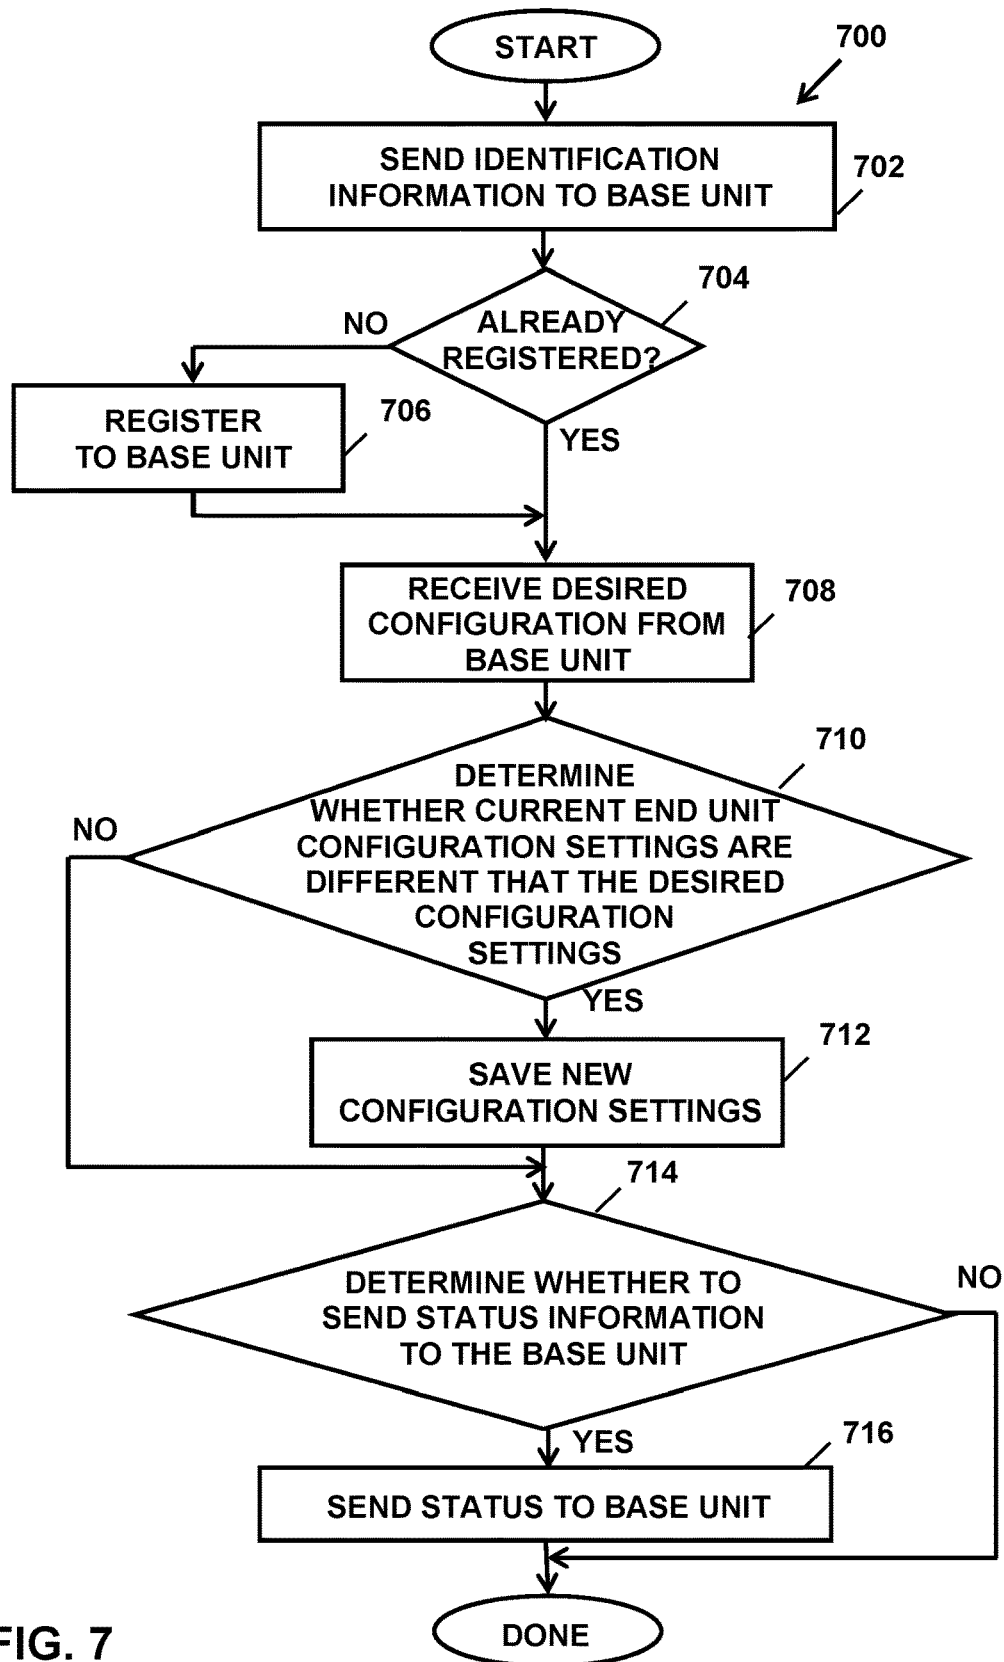 START
700
SEND IDENTIFICATION
INFORMATION TO BASE UNIT
702
704
NO
ALREADY
REGISTERED?
REGISTER
TO BASE UNIT
706
YES
RECEIVE DESIRED
CONFIGURATION FROM
BASE UNIT
708
710
DETERMINE
WHETHER CURRENT END UNIT
CONFIGURATION SETTINGS ARE
DIFFERENT THAT THE DESIRED
CONFIGURATION
SETTINGS
NO
YES
712
SAVE NEW
CONFIGURATION SETTINGS
714
DETERMINE WHETHER TO
SEND STATUS INFORMATION
TO THE BASE UNIT
NO
YES
716
SEND STATUS TO BASE UNIT
DONE
FIG. 7